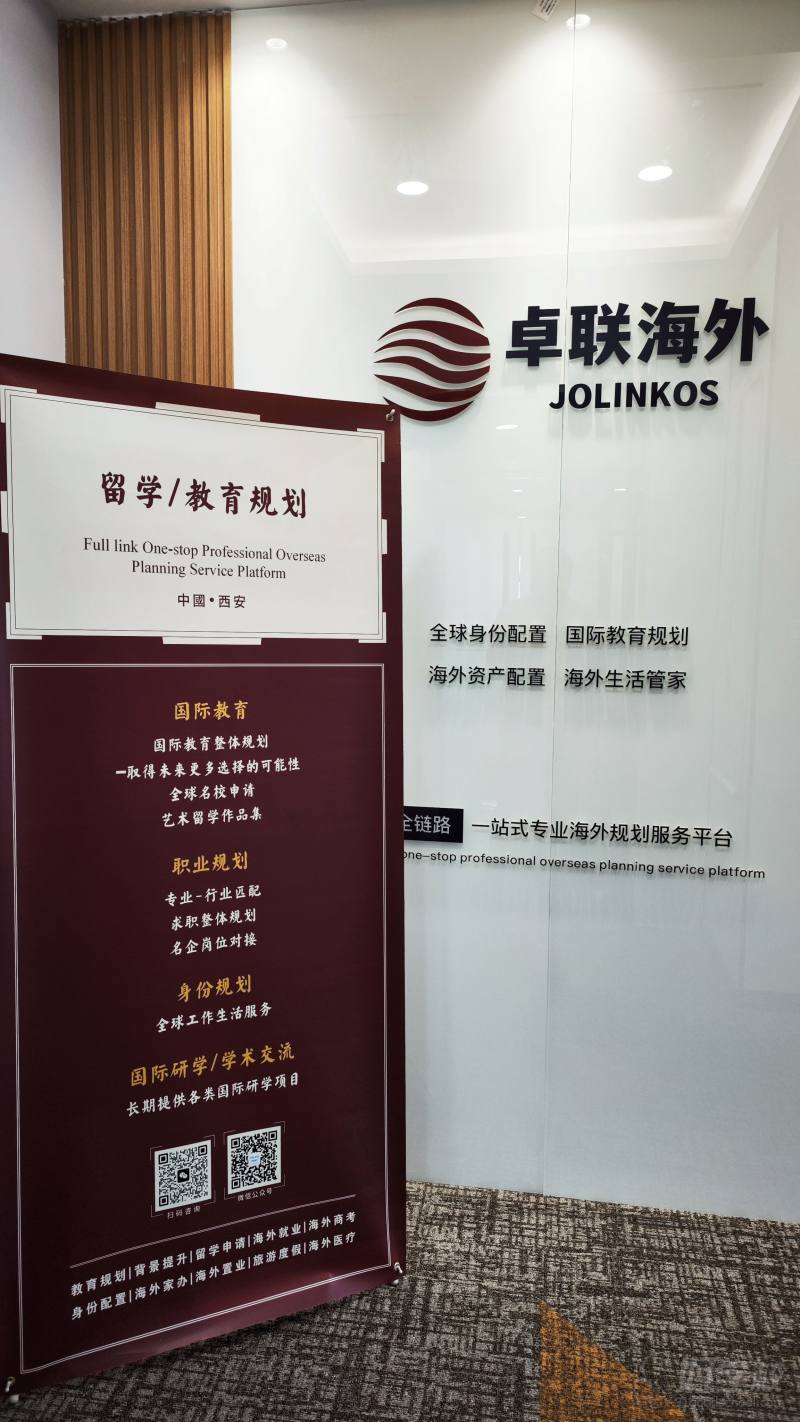 卓联海外
JOLINKOS
全球身份配置 国际教育规划
海外资产配置 海外生活管家
全链路 一站式专业海外规划服务平台
one-stop professional overseas planning service platform
留学/教育规划
Full link One-stop Professional Overseas
Planning Service Platform
中國•西安
国际教育
国际教育整体规划
—取得未来更多选择的可能性
全球名校申请
艺术留学作品集
职业规划
专业-行业匹配
求职整体规划
名企岗位对接
身份规划
全球工作生活服务
国际研学/学术交流
长期提供各类国际研学项目
扫码咨询
微信公众号
教育规划|背景提升|留学申请|海外就业|海外商考
身份配置|海外家办|海外置业|旅游度假|海外医疗